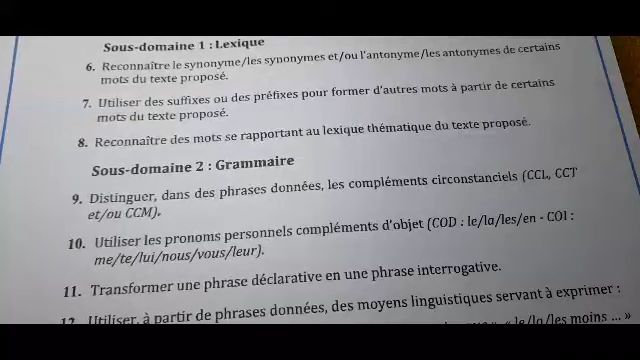 Sous-domaine 1 : Lexique
6. Reconnaître le synonyme/les synonymes et/ou l'antonyme/les antonymes de certains
mots du texte proposé.
7. Utiliser des suffixes ou des préfixes pour former d'autres mots à partir de certains
mots du texte proposé.
8. Reconnaître des mots se rapportant au lexique thématique du texte proposé.
Sous-domaine 2 : Grammaire
9. Distinguer, dans des phrases données, les compléments circonstanciels (CCL, CCT
et/ou CCM).
10. Utiliser les pronoms personnels compléments d'objet (COD : le/la/les/en - COI :
me/te/lui/nous/vous/leur).
11. Transformer une phrase déclarative en une phrase interrogative.
12. Utiliser, à partir de phrases données, des moyens linguistiques servant à exprimer :
« le/la/les moins ... »